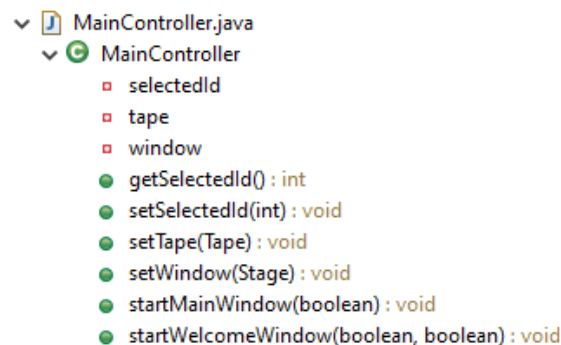 MainController.java
MainController
selectedId
tape
window
getSelectedId() : int
setSelectedId(int) : void
setTape(Tape) : void
setWindow(Stage) : void
startMainWindow(boolean) : void
startWelcomeWindow(boolean, boolean) : void